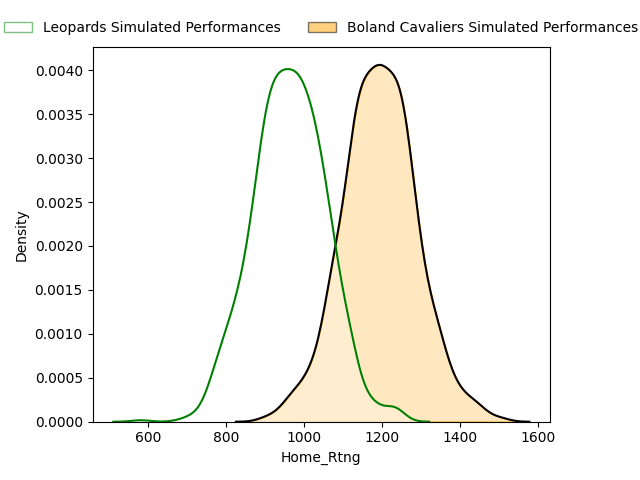 Leopards Simulated Performances
Boland Cavaliers Simulated Performances
0.0040
0.0035
0.0030
0.0025
0.0020
0.0015
0.0010
0.0005
0.0000
Density
600 800 1000 1200 1400 1600
Home_Rtng